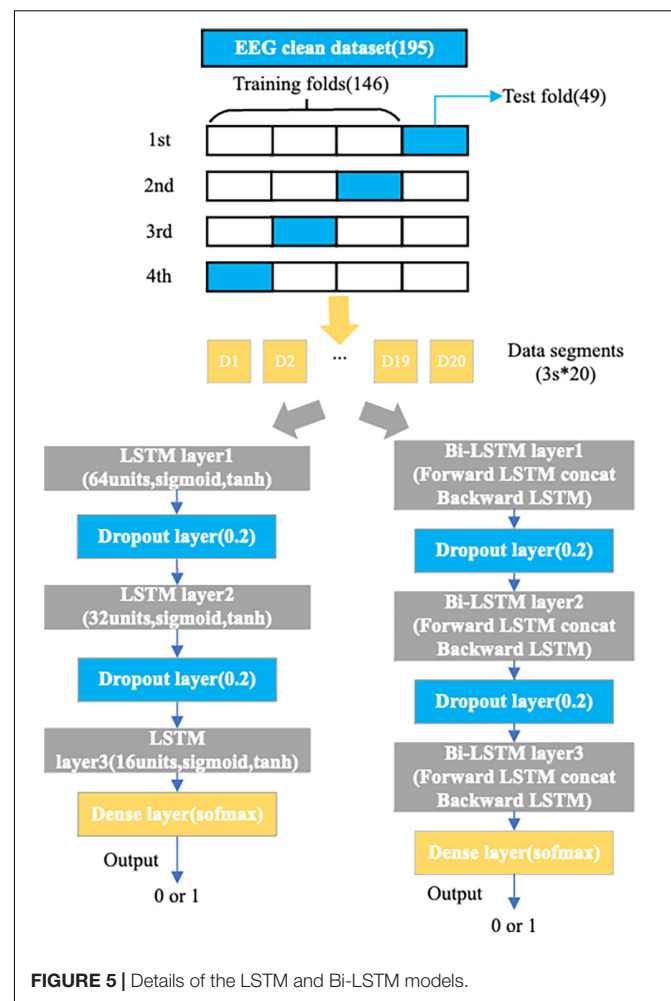 EEG clean dataset(195)
Training folds(146)
Test fold(49)
1st
2nd
3rd
4th
D1
D2
...
D19
D20
Data segments
(3s*20)
LSTM layer1
(64units,sigmoid,tanh)
Dropout layer(0.2)
LSTM layer2
(32units,sigmoid,tanh)
Dropout layer(0.2)
LSTM
layer3(16units,sigmoid,tanh)
Dense layer(sofmax)
Output
0 or 1
Bi-LSTM layer1
(Forward LSTM concat
Backward LSTM)
Dropout layer(0.2)
Bi-LSTM layer2
(Forward LSTM concat
Backward LSTM)
Dropout layer(0.2)
Bi-LSTM layer3
(Forward LSTM concat
Backward LSTM)
Dense layer(sofmax)
Output
0 or 1
FIGURE 5 | Details of the LSTM and Bi-LSTM models.